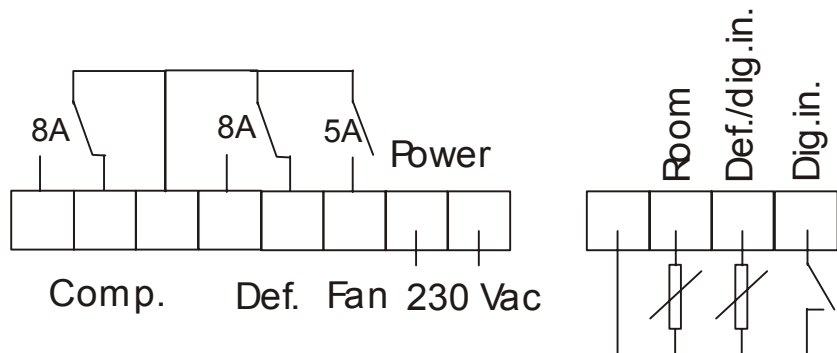 8A
8A
5A
Power
Comp.
Def.
Fan
230 Vac
Room
Def./dig.in.
Dig.in.